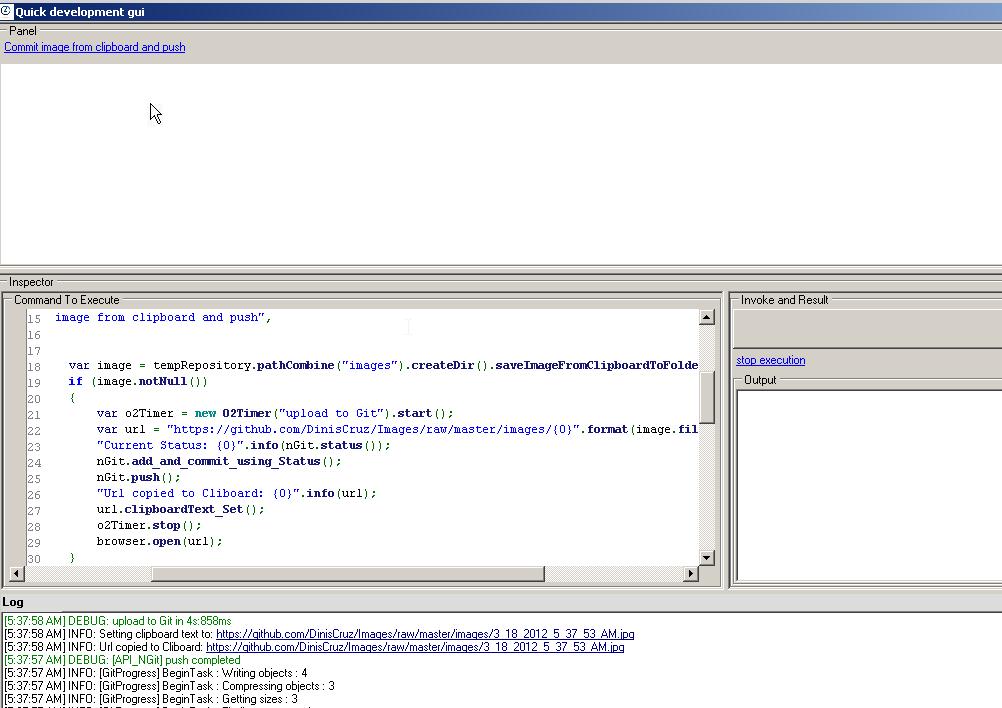 Quick development gui
Panel
Commit image from clipboard and push
Inspector
Command To Execute
15 image from clipboard and push",
16
17
18 var image = tempRepository.pathCombine("images").createDir().saveImageFromClipboardToFolde
19 if (image.notNull())
20 {
21 var o2Timer = new O2Timer("upload to Git").start();
22 var url = "https://github.com/DinisCruz/Images/raw/master/images/{0}".format(image.fil
23 "Current Status: {0}".info(nGit.status());
24 nGit.add_and_commit_using_Status();
25 nGit.push();
26 "Url copied to Cliboard: {0}".info(url);
27 url.clipboardText_Set();
28 o2Timer.stop();
29 browser.open(url);
30 }
Invoke and Result
stop execution
Output
Log
[5:37:58 AM] DEBUG: upload to Git in 4s:858ms
[5:37:58 AM] INFO: Setting clipboard text to: https://github.com/DinisCruz/Images/raw/master/images/3_18_2012_5_37_53_AM.jpg
[5:37:58 AM] INFO: Url copied to Cliboard: https://github.com/DinisCruz/Images/raw/master/images/3_18_2012_5_37_53_AM.jpg
[5:37:57 AM] DEBUG: [API_NGit] push completed
[5:37:57 AM] INFO: [GitProgress] BeginTask : Writing objects : 4
[5:37:57 AM] INFO: [GitProgress] BeginTask : Compressing objects : 3
[5:37:57 AM] INFO: [GitProgress] BeginTask : Getting sizes : 3